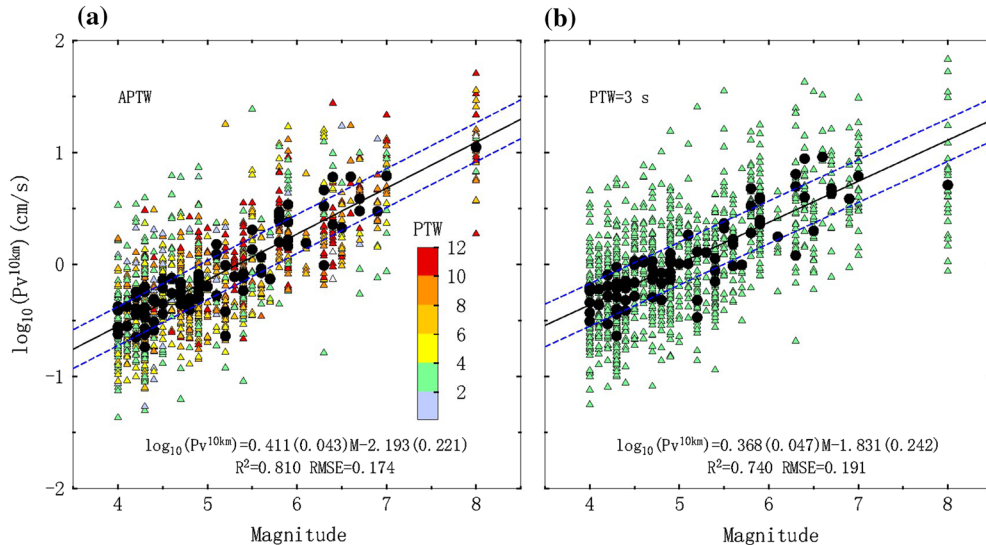 (a)
(b)
2
1
0
-1
-2
log₁₀(Pv¹⁰ᵏᵐ)(cm/s)
APTW
PTW
12
10
8
6
4
2
log₁₀(Pv¹⁰ᵏᵐ)=0.411(0.043)M-2.193(0.221)
R²=0.810 RMSE=0.174
4 5 6 7 8
Magnitude
PTW=3 s
log₁₀(Pv¹⁰ᵏᵐ)=0.368(0.047)M-1.831(0.242)
R²=0.740 RMSE=0.191
4 5 6 7 8
Magnitude